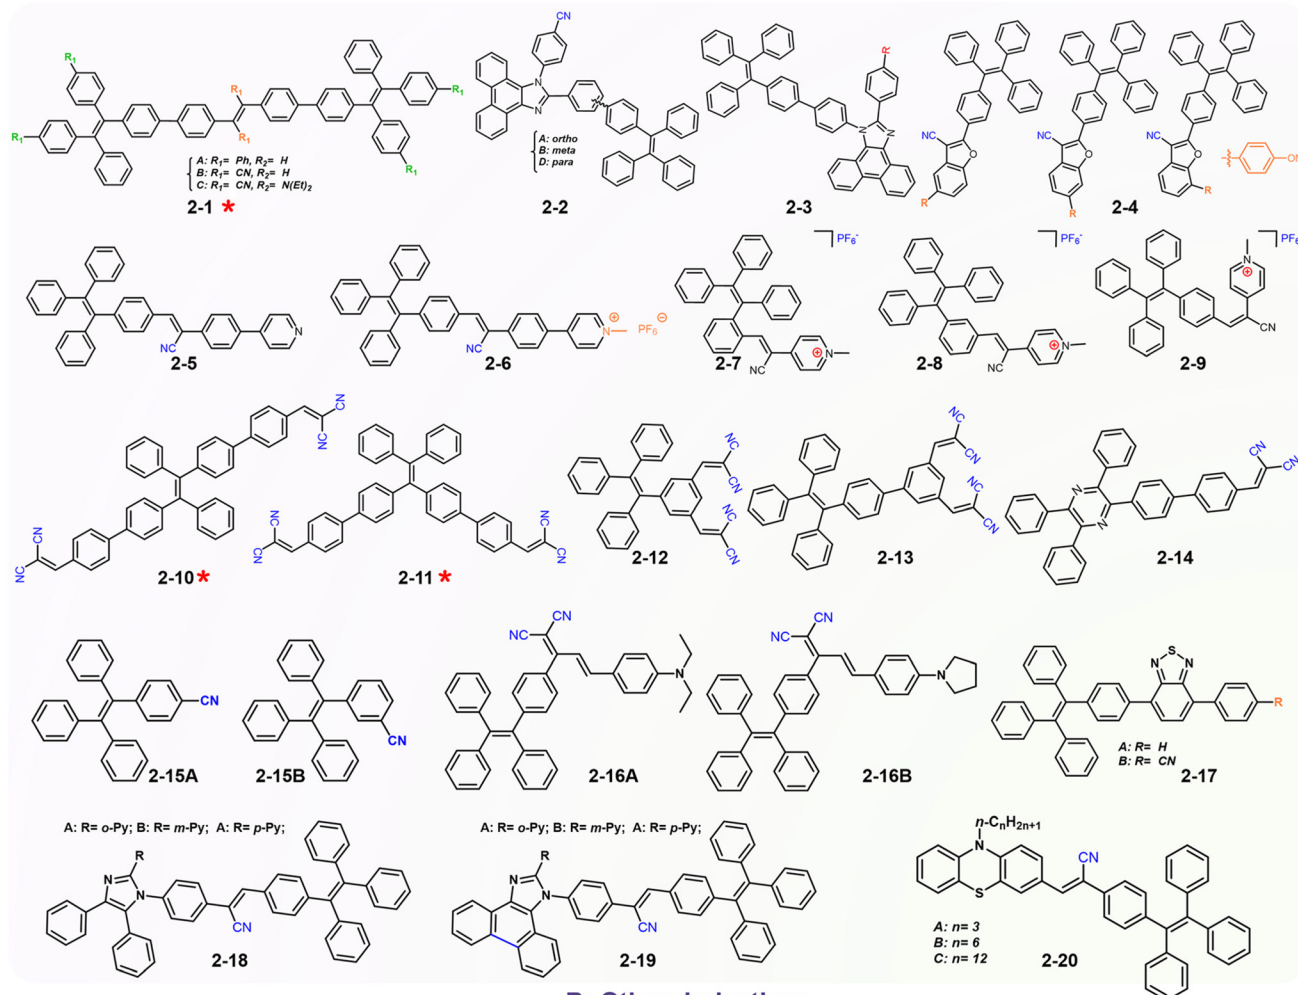 CN
R1
R1
R1
R1
R1
R1
A: R1= Ph, R2= H
B: R1= CN, R2= H
C: R1= CN, R2= N(Et)2
2-1 *
N
N
A: ortho
B: meta
D: para
2-2
R
N
N
2-3
NC
O
R
NC
O
R
NC
O
R
2-4
NC
N
2-5
NC
N
⊕
PF6
⊖
2-6
PF6-
NC
N
⊕
2-7
PF6-
NC
N
⊕
2-8
N
⊕
CN
2-9
CN
NC
NC
CN
2-10 *
NC
CN
CN
CN
2-11 *
NC
CN
NC
CN
2-12
NC
CN
NC
CN
2-13
N
N
CN
CN
2-14
CN
2-15A
CN
2-15B
CN
NC
N
2-16A
CN
NC
N
2-16B
S
N
N
R
A: R= H
B: R= CN
2-17
A: R= o-Py; B: R= m-Py; A: R= p-Py;
R
N
N
CN
2-18
A: R= o-Py; B: R= m-Py; A: R= p-Py;
R
N
N
CN
2-19
n-CnH2n+1
N
S
CN
A: n= 3
B: n= 6
C: n= 12
2-20